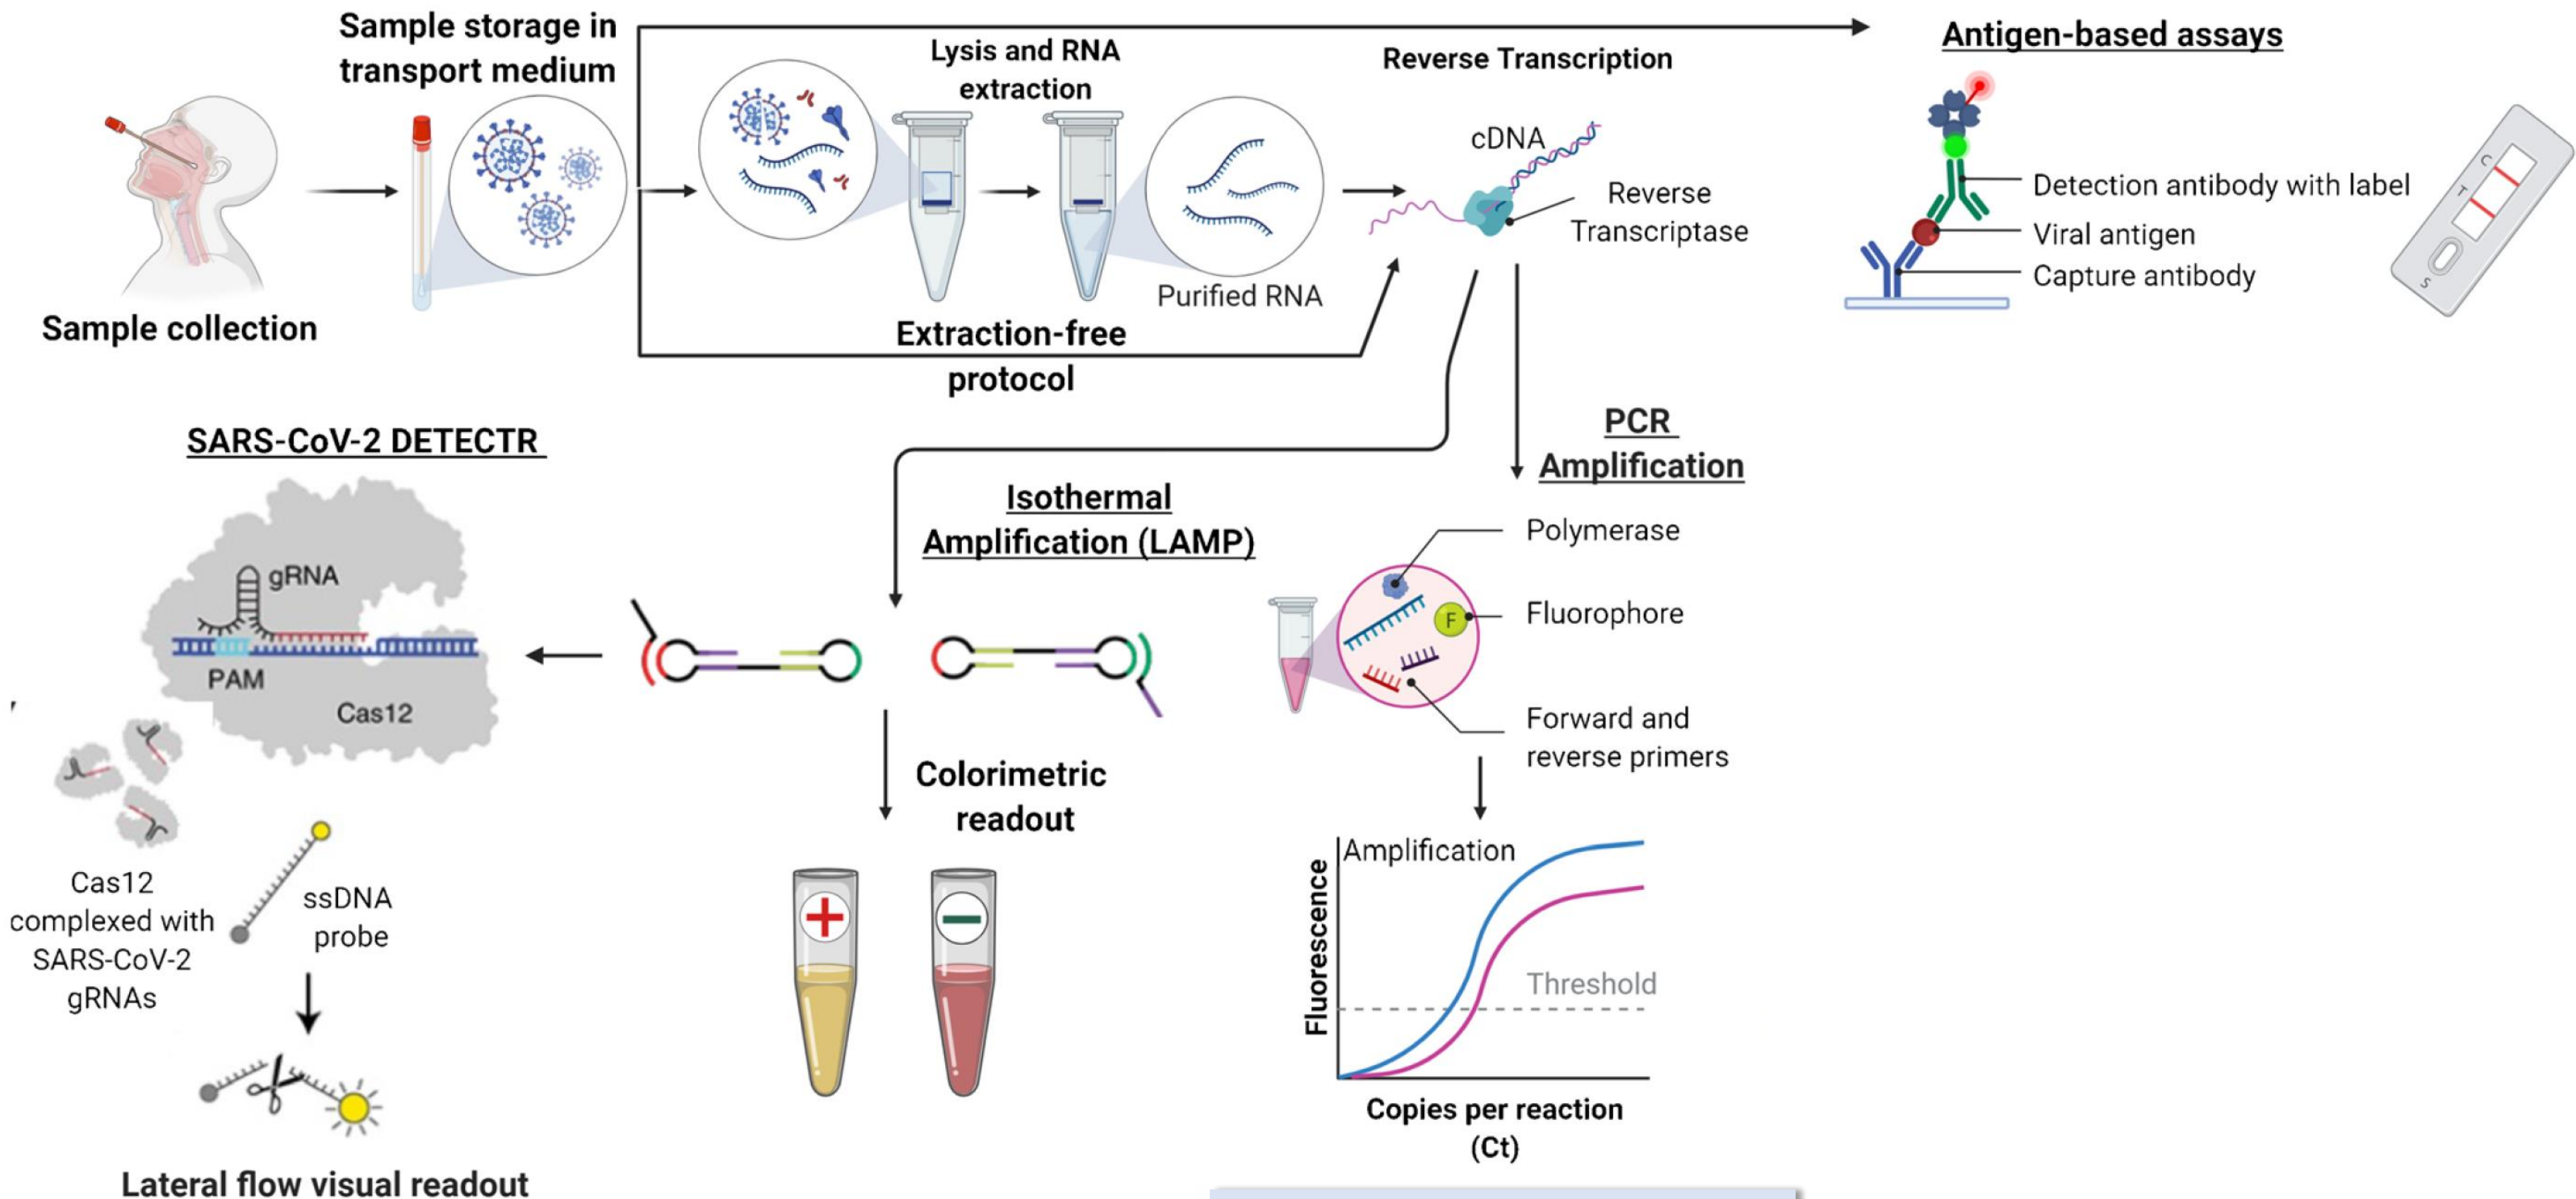 Sample storage in
transport medium
Sample collection
Lysis and RNA
extraction
Purified RNA
Extraction-free
protocol
Reverse Transcription
cDNA
Reverse
Transcriptase
Antigen-based assays
Detection antibody with label
Viral antigen
Capture antibody
C
T
S
SARS-CoV-2 DETECTR
gRNA
PAM
Cas12
Cas12
complexed with
SARS-CoV-2
gRNAs
ssDNA
probe
Lateral flow visual readout
Isothermal
Amplification (LAMP)
Colorimetric
readout
+
−
PCR
Amplification
Polymerase
Fluorophore
F
Forward and
reverse primers
Amplification
Fluorescence
Threshold
Copies per reaction
(Ct)